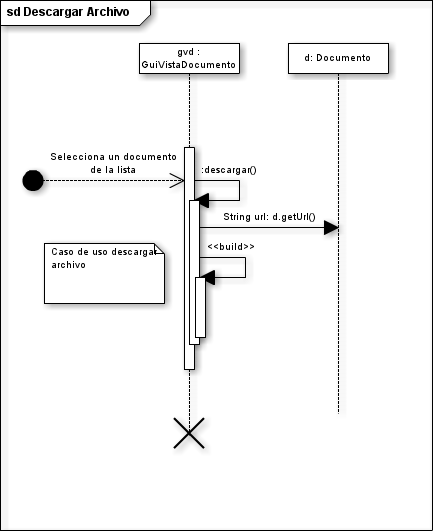 sd Descargar Archivo
gvd :
GuiVistaDocumento
d: Documento
Selecciona un documento
de la lista
:descargar()
String url: d.getUrl()
<<build>>
Caso de uso descargar
archivo